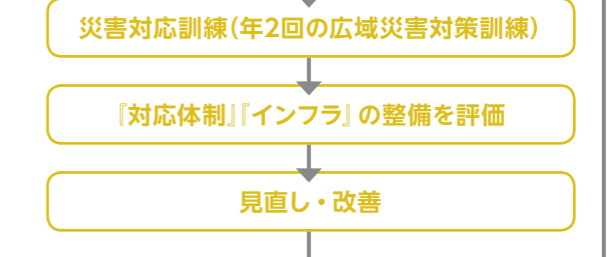 災害対応訓練(年2回の広域災害対策訓練)
『対応体制』『インフラ』の整備を評価
見直し・改善